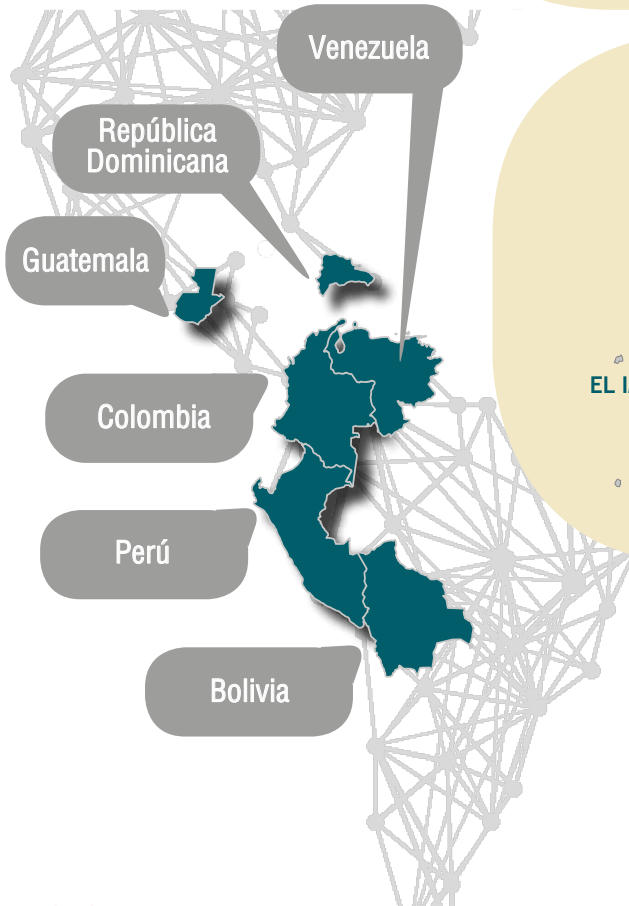 Venezuela
República
Dominicana
Guatemala
Colombia
Perú
Bolivia
EL